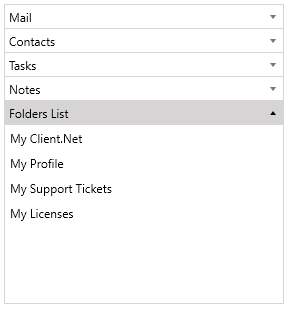 Mail
Contacts
Tasks
Notes
Folders List
My Client.Net
My Profile
My Support Tickets
My Licenses